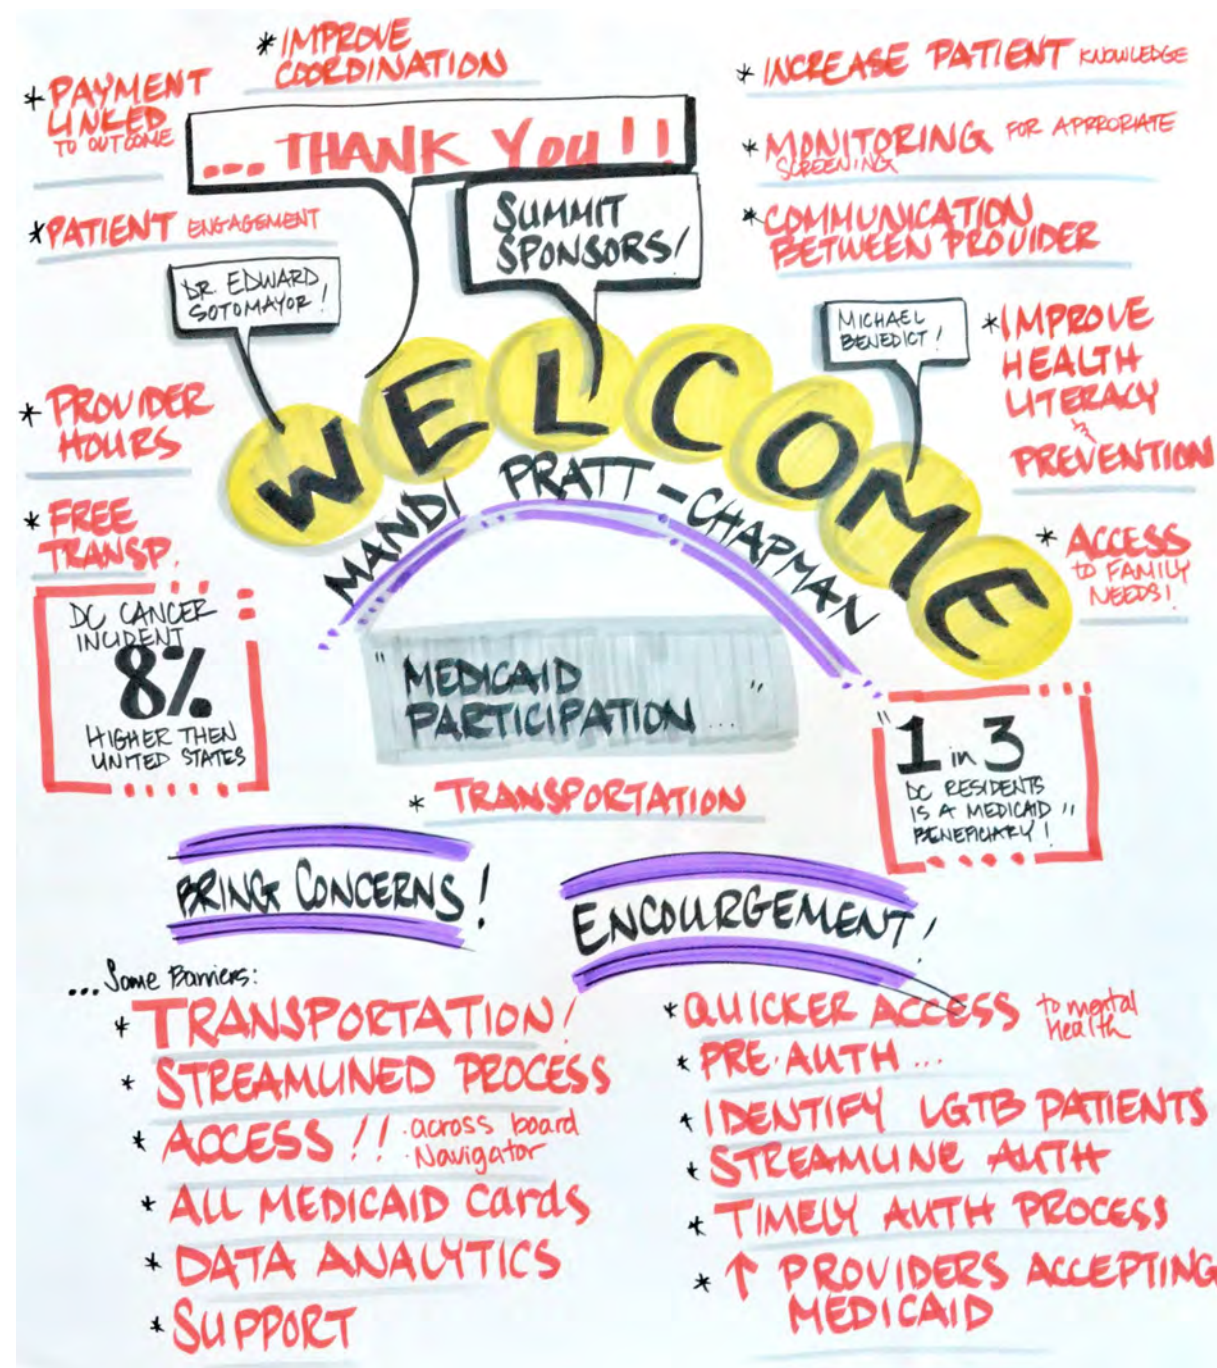 * IMPROVE
COORDINATION
* PAYMENT
LINKED
TO OUTCOME
* PATIENT ENGAGEMENT
... THANK YOU!!
SUMMIT
SPONSORS!
DR. EDWARD
SOTOMAYOR!
* INCREASE PATIENT KNOWLEDGE
* MONITORING FOR APRRORIATE
SCREENING
* COMMUNICATION
BETWEEN PROVIDER
MICHAEL
BENEDICT!
* IMPROVE
HEALTH
LITERACY
&
PREVENTION
* ACCESS
TO FAMILY
NEEDS!
* PROVIDER
HOURS
* FREE
TRANSP.
WELCOME
MANDI PRATT-CHAPMAN
DC CANCER
INCIDENT
8%
HIGHER THEN
UNITED STATES
"MEDICAID
PARTICIPATION..."
"1 in 3
DC RESIDENTS
IS A MEDICAID "
BENEFICIARY!
* TRANSPORTATION
BRING CONCERNS!
... Some Barriers:
* TRANSPORTATION!
* STREAMLINED PROCESS
* ACCESS!! · across board
· Navigator
* ALL MEDICAID Cards
* DATA ANALYTICS
* SUPPORT
ENCOURGEMENT!
* QUICKER ACCESS to mental
Health
* PRE·AUTH...
* IDENTIFY LGTB PATIENTS
* STREAMLINE AUTH
* TIMELY AUTH PROCESS
* ↑ PROVIDERS ACCEPTING
MEDICAID